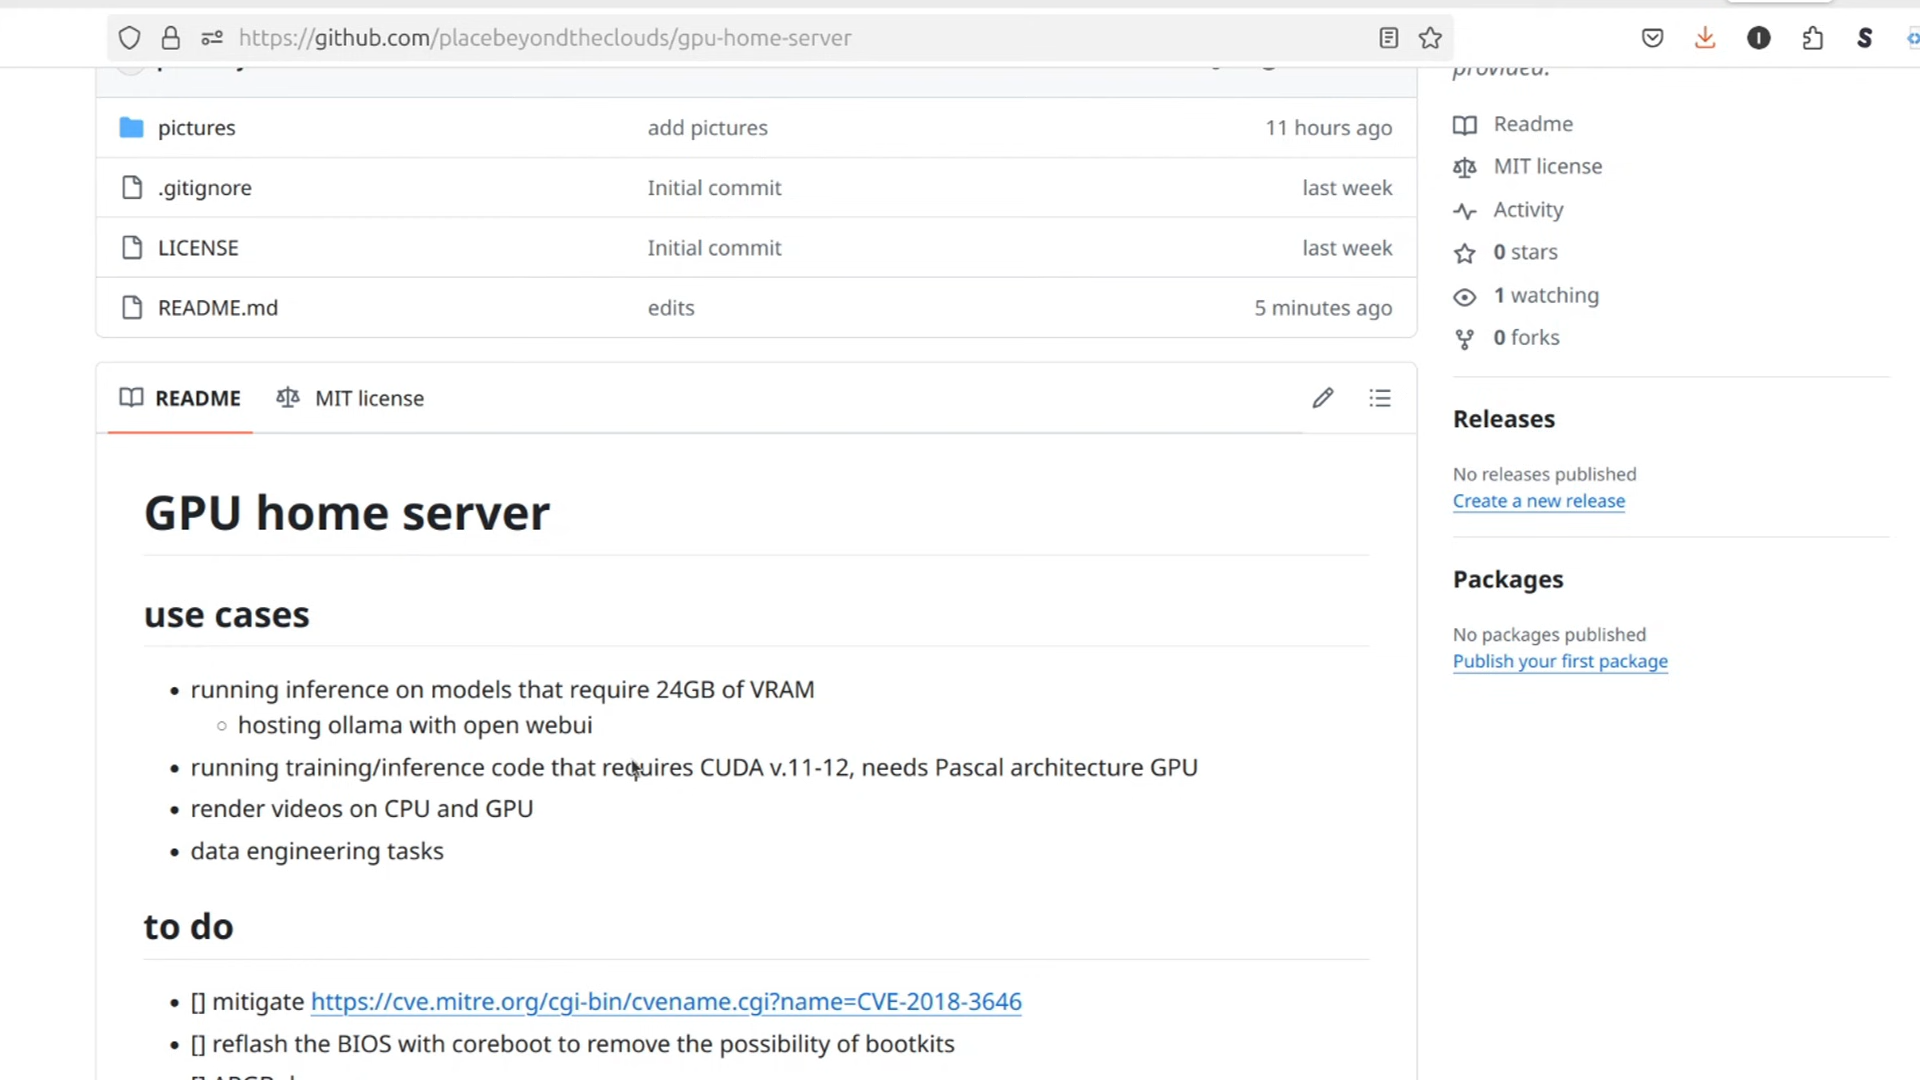 https://github.com/placebeyondtheclouds/gpu-home-server
provided.
pictures add pictures 11 hours ago
.gitignore Initial commit last week
LICENSE Initial commit last week
README.md edits 5 minutes ago
README MIT license
GPU home server
use cases
• running inference on models that require 24GB of VRAM
○ hosting ollama with open webui
• running training/inference code that requires CUDA v.11-12, needs Pascal architecture GPU
• render videos on CPU and GPU
• data engineering tasks
to do
• [] mitigate https://cve.mitre.org/cgi-bin/cvename.cgi?name=CVE-2018-3646
• [] reflash the BIOS with coreboot to remove the possibility of bootkits
Readme
MIT license
Activity
0 stars
1 watching
0 forks
Releases
No releases published
Create a new release
Packages
No packages published
Publish your first package